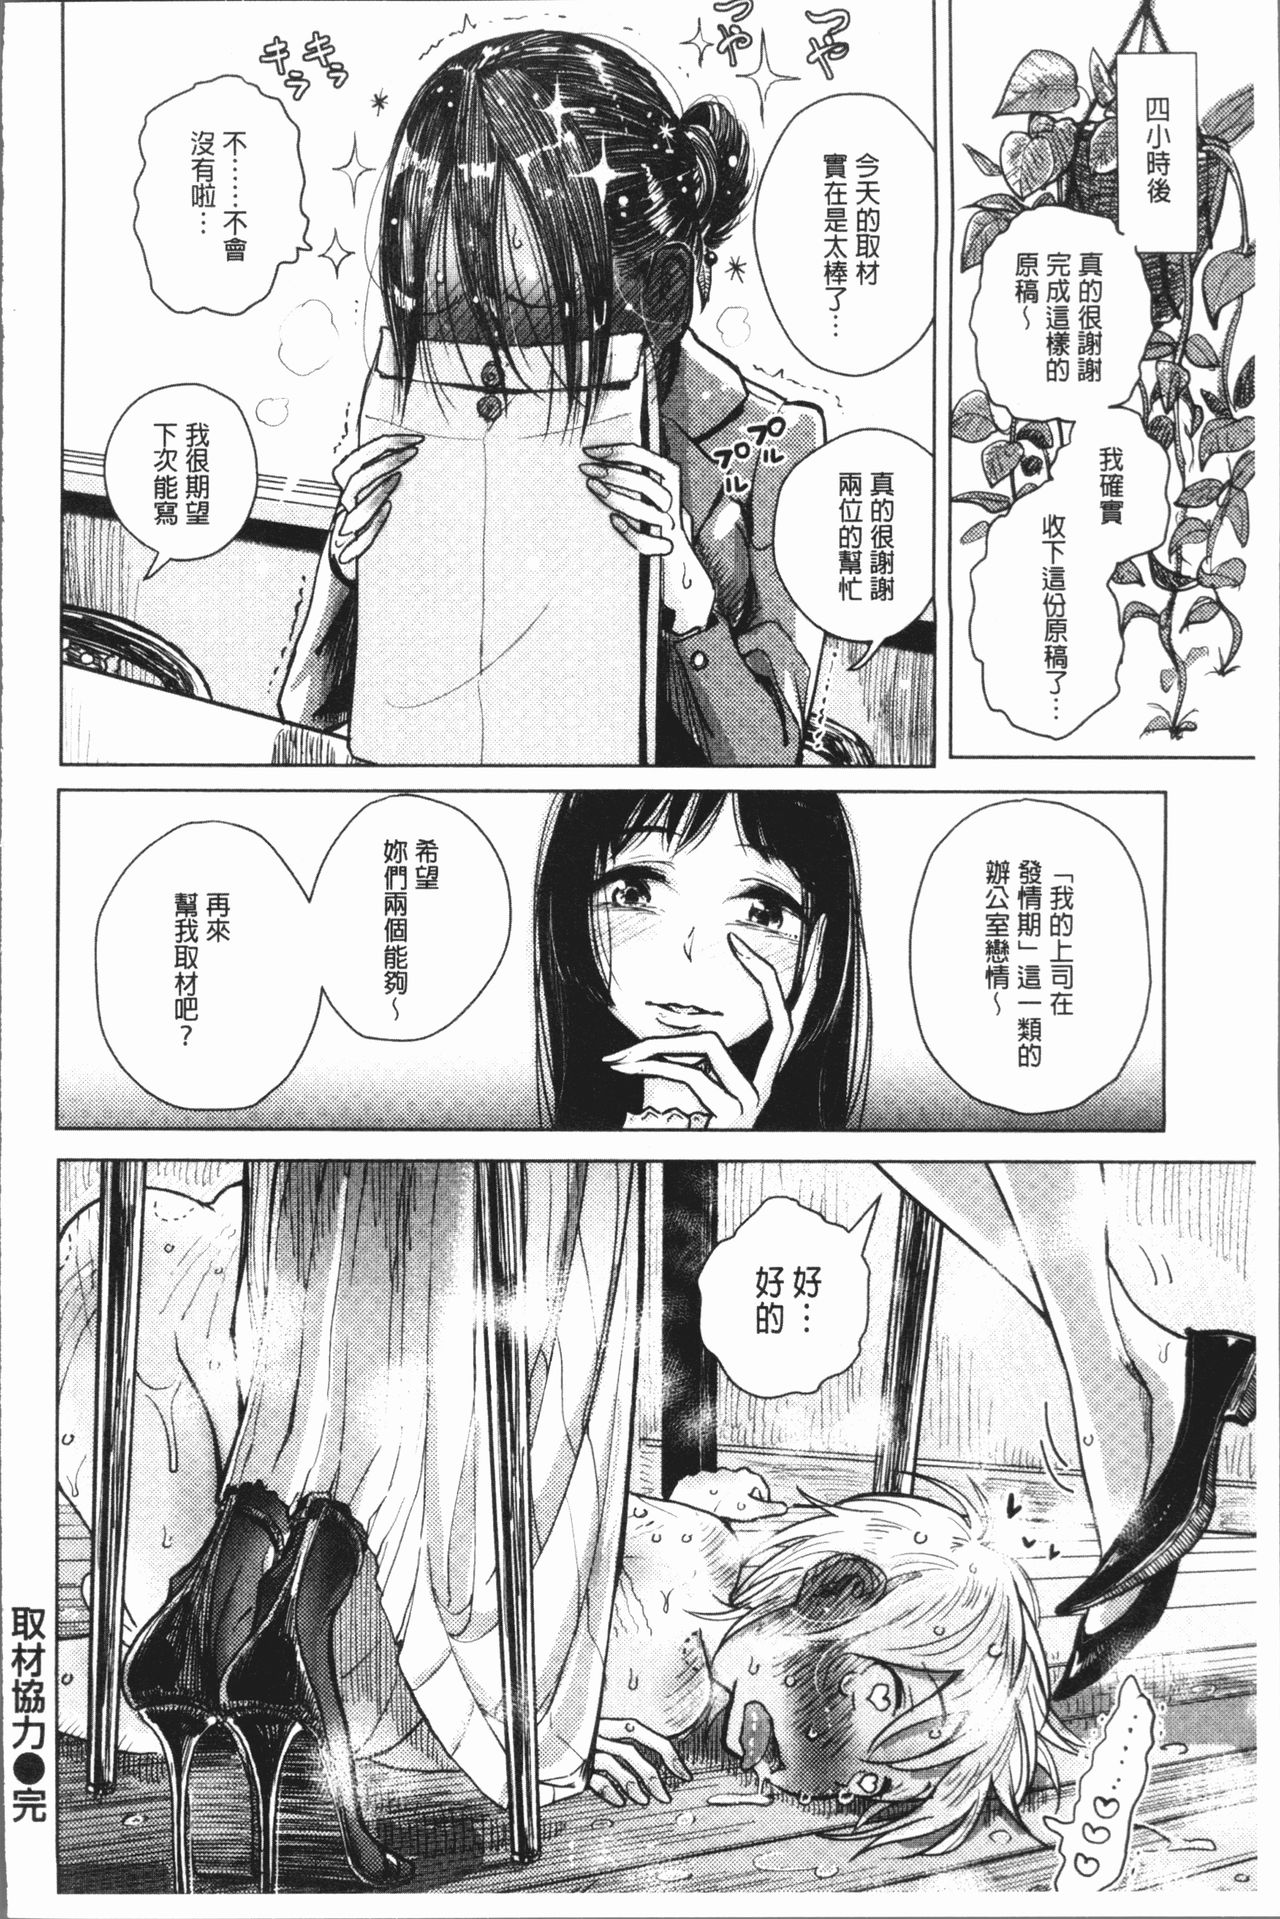 四小時後
真的很謝謝
完成這樣的
原稿～
我確實
收下這份原稿了…
今天的取材
實在是太棒了…
つや
つや
キラ
キラ
不……不會
沒有啦…
真的很謝謝
兩位的幫忙
プル
プル
我很期望
下次能寫
「我的上司在
發情期」這一類的
辦公室戀情～
希望
妳們兩個能夠～
再來
幫我取材吧？
好…
好的
……
取材協力●完